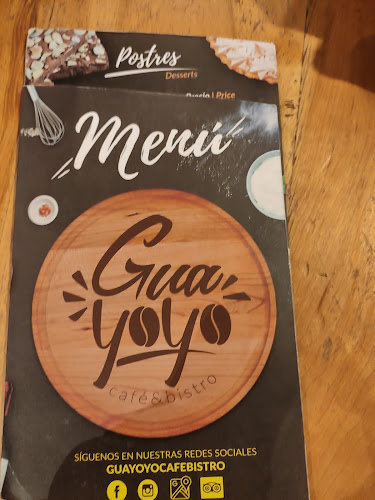 Postres
Desserts
Precio | Price
Menú
Gua
yoyo
café&bistro
SÍGUENOS EN NUESTRAS REDES SOCIALES
GUAYOYOCAFEBISTRO